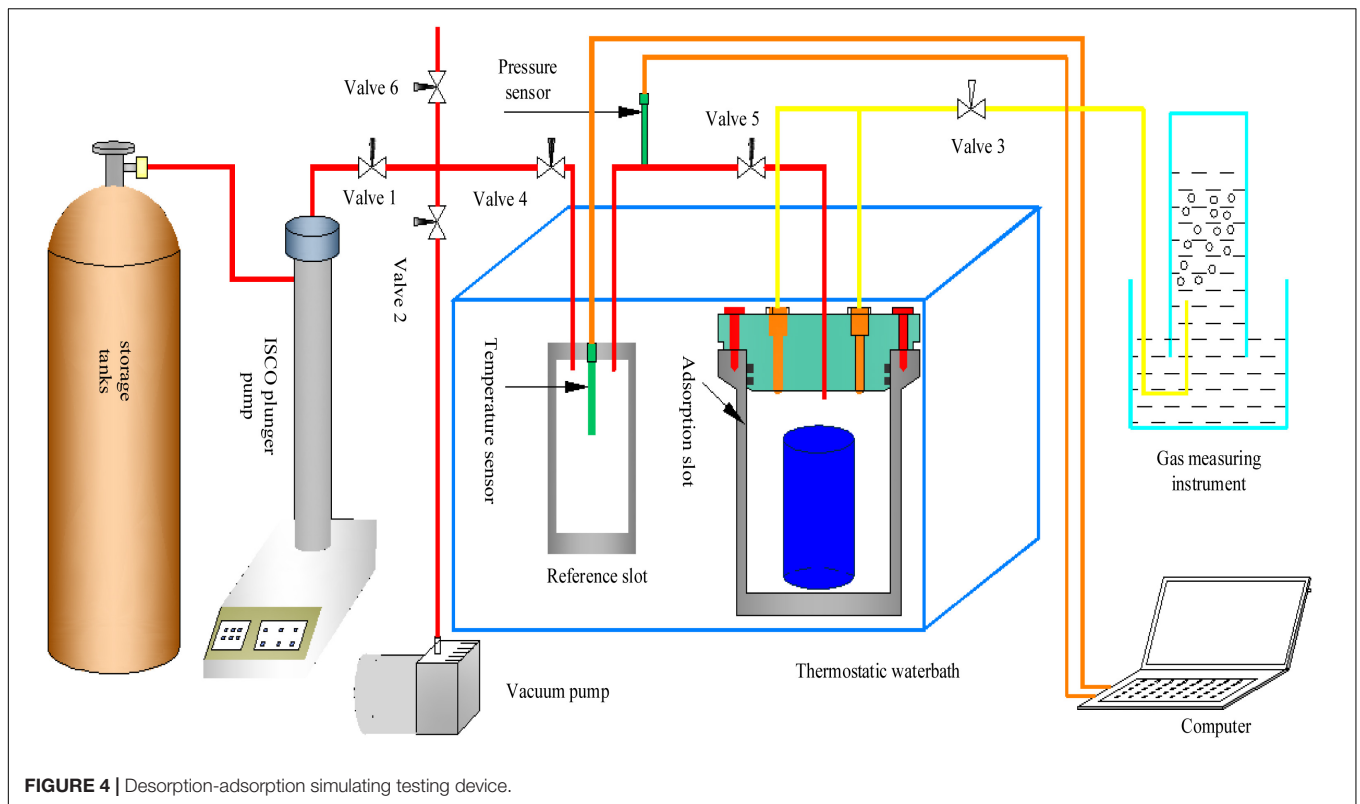 Valve 6
Pressure
sensor
Valve 5
Valve 3
Valve 1
Valve 4
Valve 2
storage
tanks
ISCO plunger
pump
Temperature
sensor
Adsorption slot
Reference slot
Gas measuring
instrument
Thermostatic waterbath
Vacuum pump
Computer
FIGURE 4 | Desorption-adsorption simulating testing device.